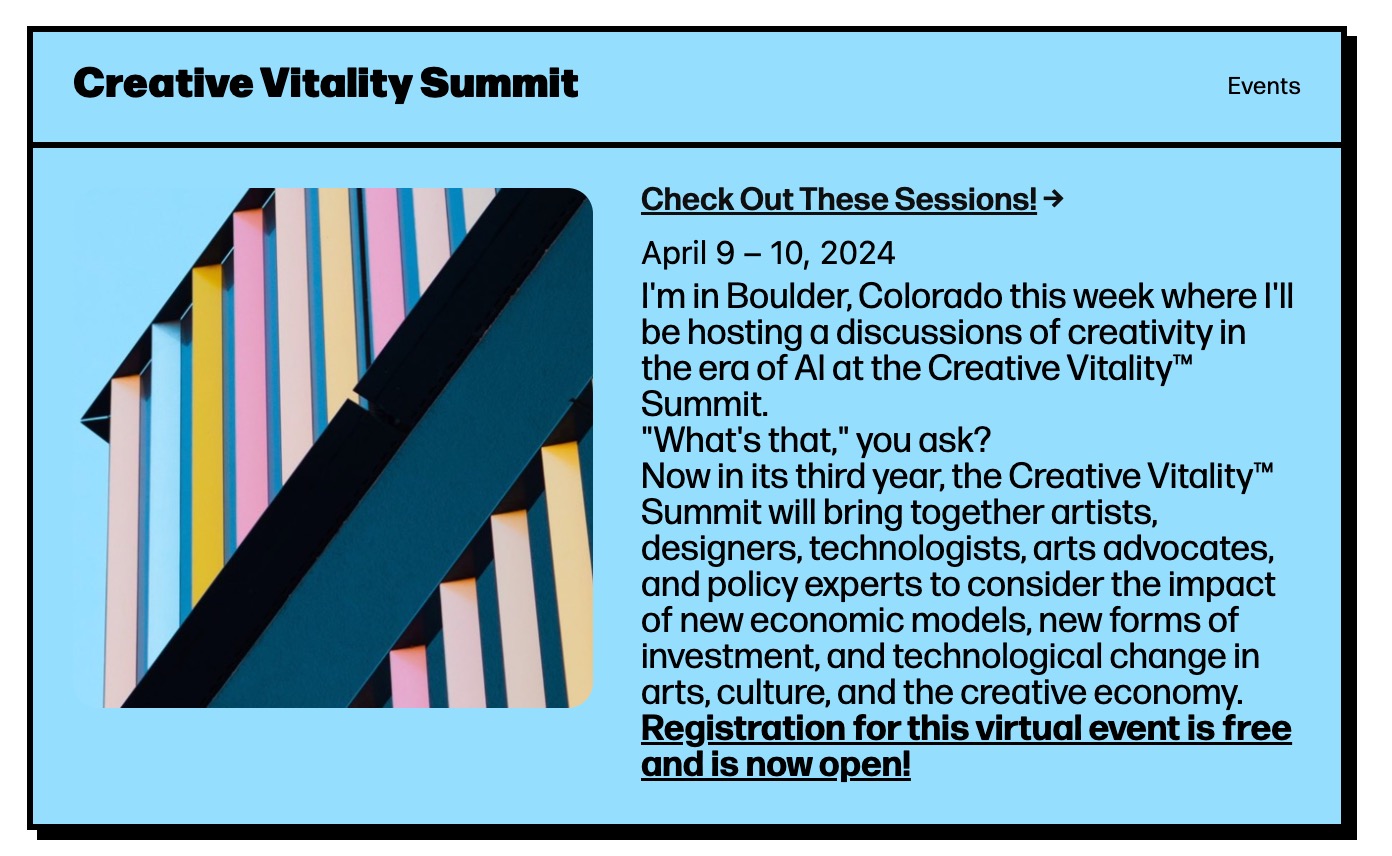 Creative Vitality Summit
Events
Check Out These Sessions! →
April 9 – 10, 2024
I'm in Boulder, Colorado this week where I'll
be hosting a discussions of creativity in
the era of AI at the Creative Vitality™
Summit.
"What's that," you ask?
Now in its third year, the Creative Vitality™
Summit will bring together artists,
designers, technologists, arts advocates,
and policy experts to consider the impact
of new economic models, new forms of
investment, and technological change in
arts, culture, and the creative economy.
Registration for this virtual event is free
and is now open!